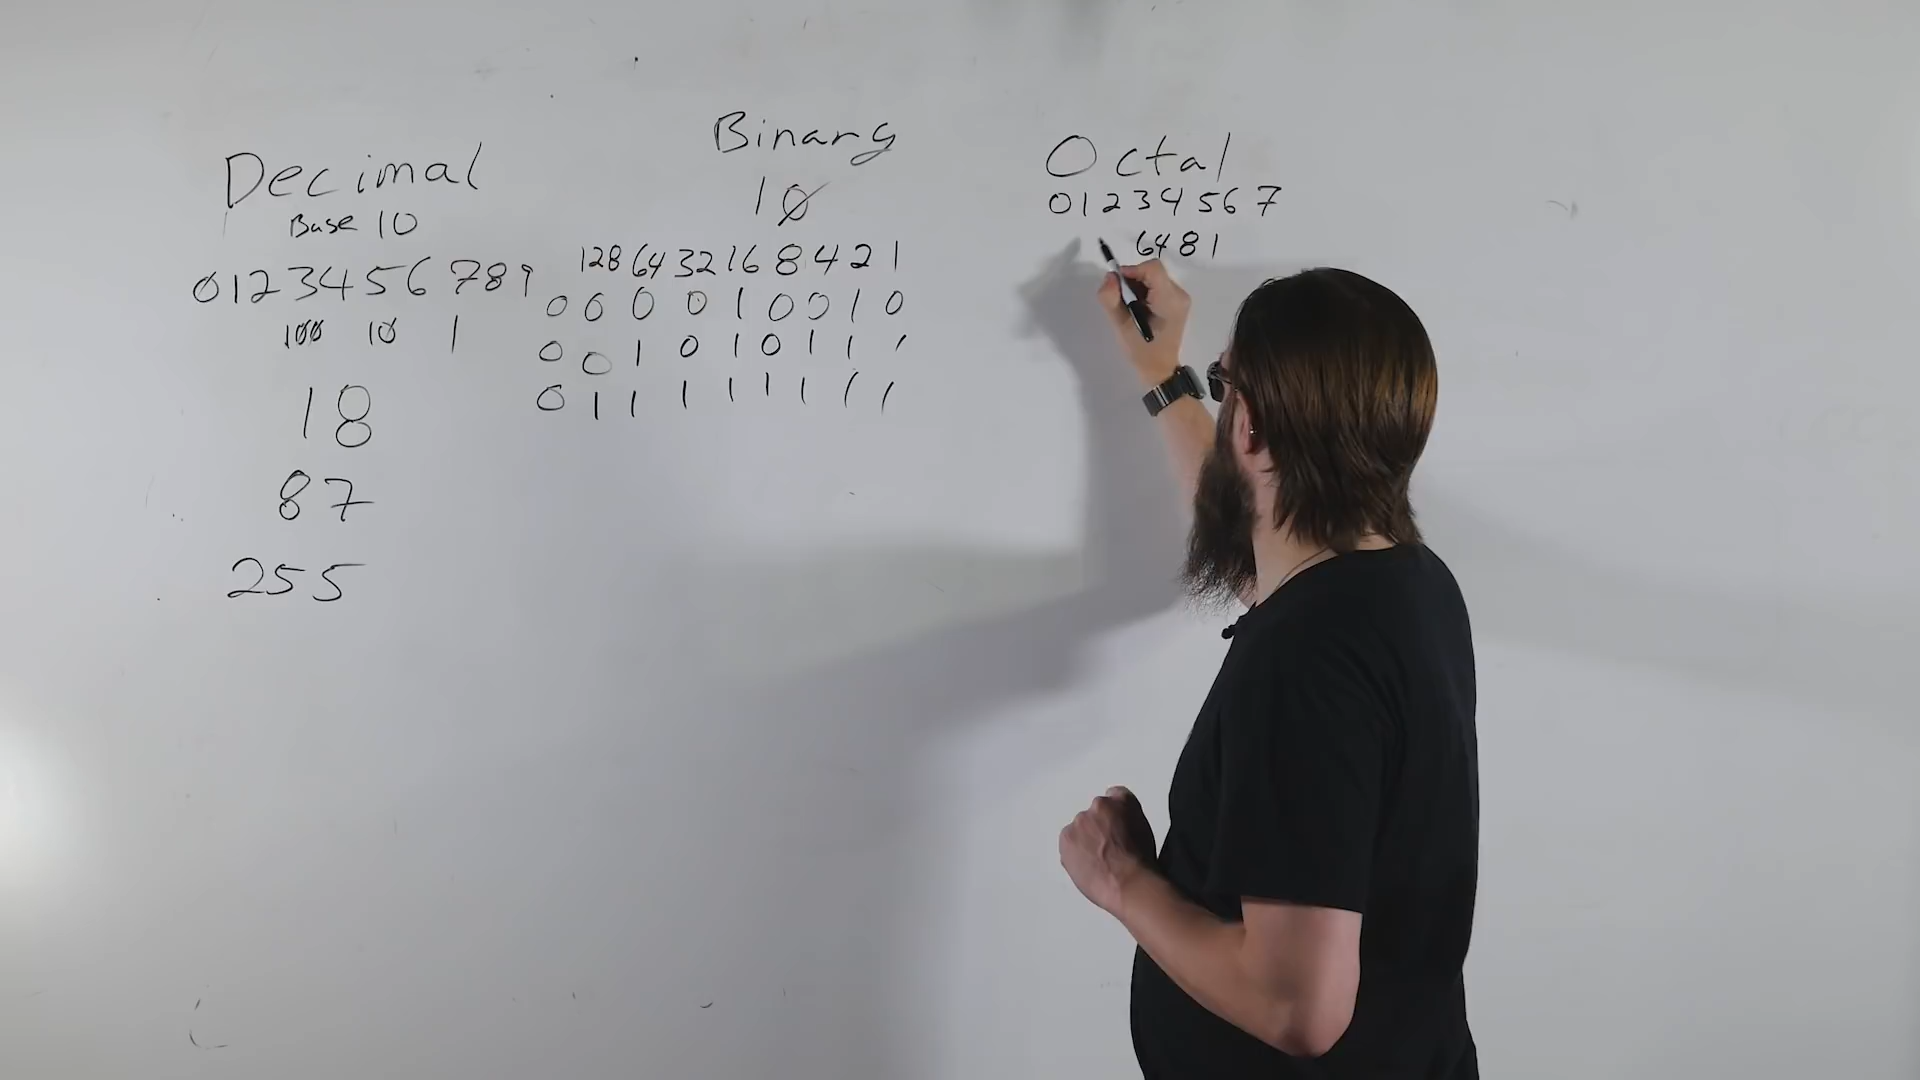 Decimal
Base 10
0123456789
100 10 1
18
87
255
Binary
10
128 64 32 16 8 4 2 1
0 0 0 0 1 0 0 1 0
0 0 1 0 1 0 1 1 1
0 1 1 1 1 1 1 1 1
Octal
01234567
64 8 1